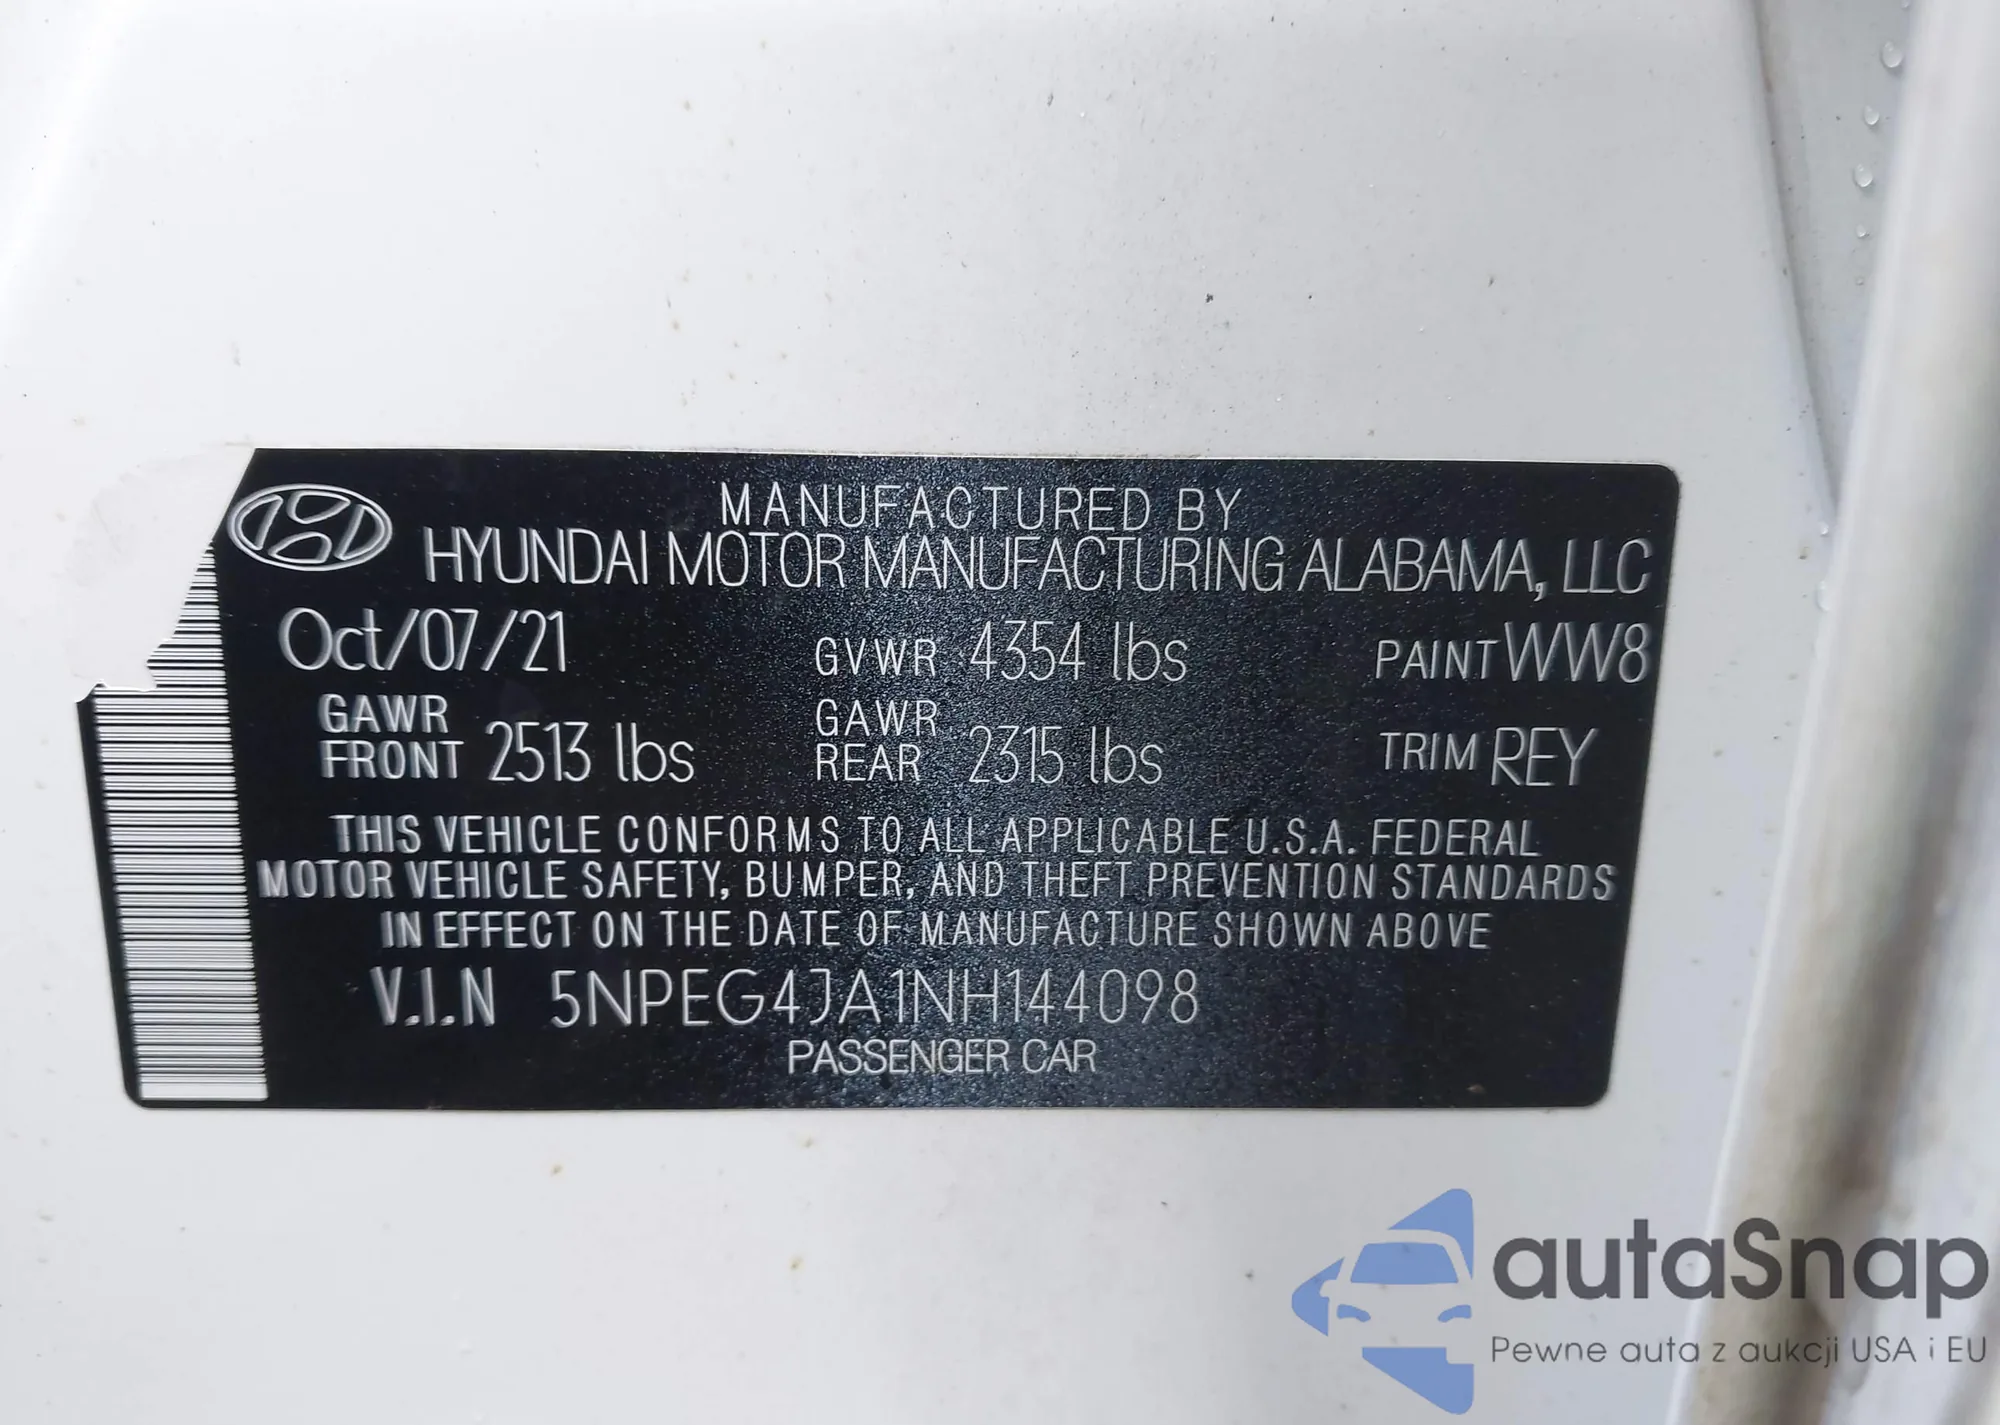 MANUFACTURED BY
HYUNDAI MOTOR MANUFACTURING ALABAMA, LLC
Oct/07/21 GVWR 4354 lbs PAINT WW8
GAWR FRONT 2513 lbs GAWR REAR 2315 lbs TRIM REY
THIS VEHICLE CONFORMS TO ALL APPLICABLE U.S.A. FEDERAL
MOTOR VEHICLE SAFETY, BUMPER, AND THEFT PREVENTION STANDARDS
IN EFFECT ON THE DATE OF MANUFACTURE SHOWN ABOVE
V.I.N 5NPEG4JA1NH144098
PASSENGER CAR
autaSnap
Pewne auta z aukcji USA i EU